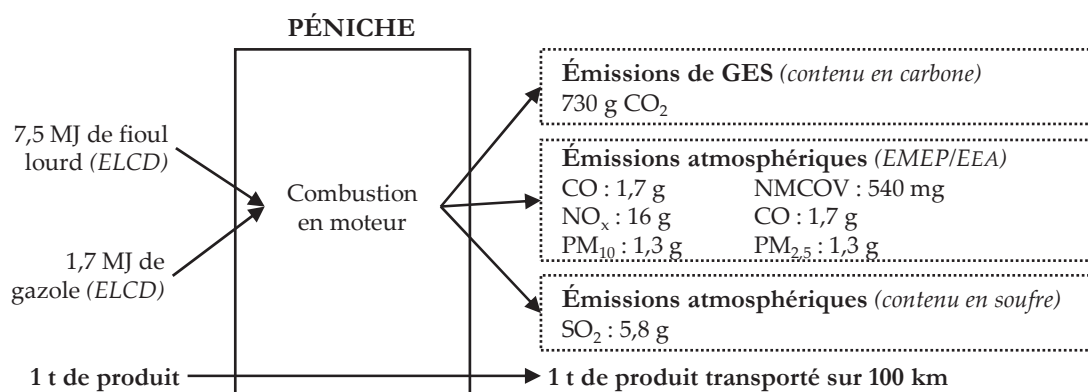 PÉNICHE
7,5 MJ de fioul
lourd (ELCD)
1,7 MJ de
gazole (ELCD)
Combustion
en moteur
Émissions de GES (contenu en carbone)
730 g CO₂
Émissions atmosphériques (EMEP/EEA)
CO : 1,7 g NMCOV : 540 mg
NOₓ : 16 g CO : 1,7 g
PM₁₀ : 1,3 g PM₂,₅ : 1,3 g
Émissions atmosphériques (contenu en soufre)
SO₂ : 5,8 g
1 t de produit
1 t de produit transporté sur 100 km